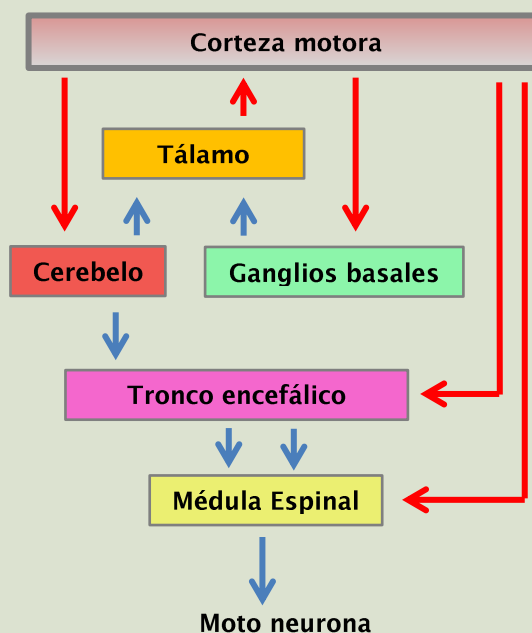 Corteza motora
Tálamo
Cerebelo
Ganglios basales
Tronco encefálico
Médula Espinal
Moto neurona